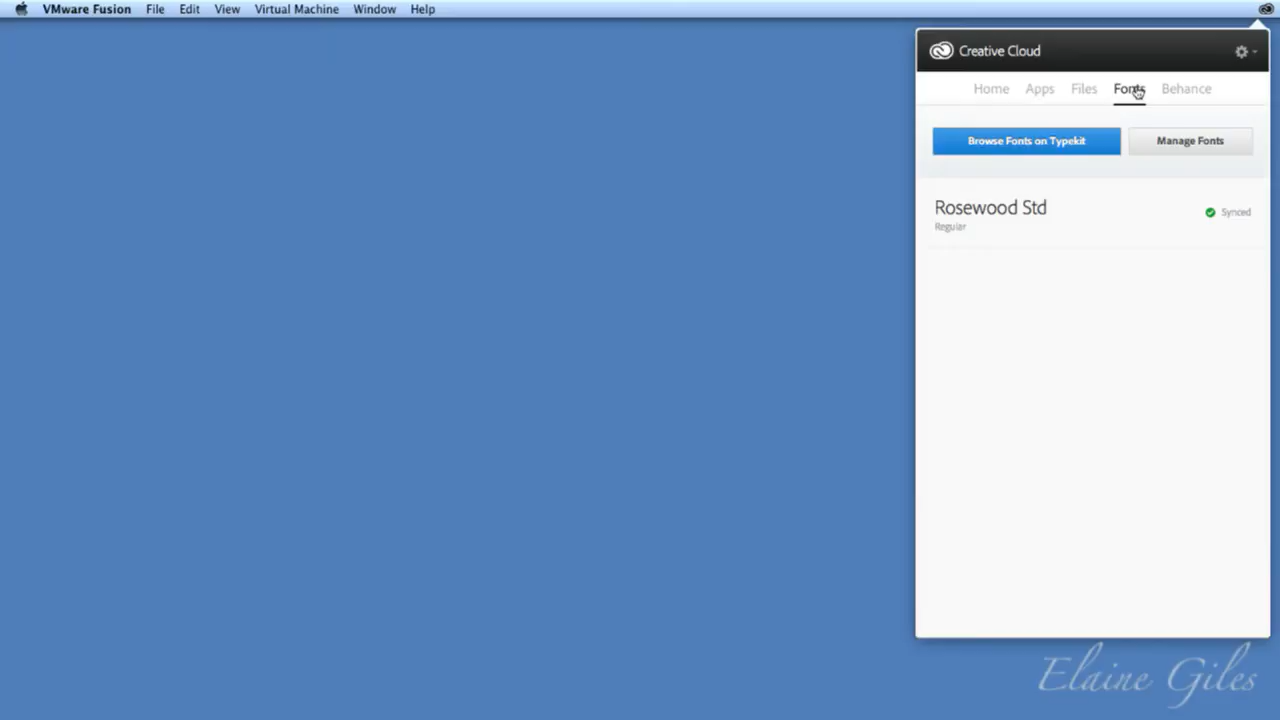 VMware Fusion File Edit View Virtual Machine Window Help
Creative Cloud
Home Apps Files Fonts Behance
Browse Fonts on Typekit Manage Fonts
Rosewood Std
Synced
Regular
Elaine Giles